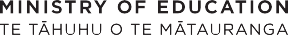 MINISTRY OF EDUCATION
TE TĀHUHU O TE MĀTAURANGA